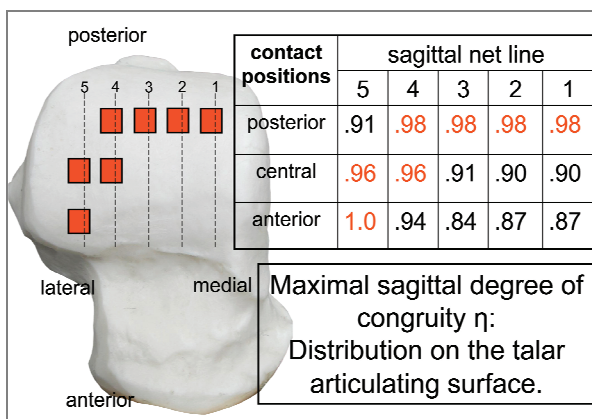 posterior
5 4 3 2 1
lateral
medial
anterior
contact positions sagittal net line
5 4 3 2 1
posterior .91 .98 .98 .98 .98
central .96 .96 .91 .90 .90
anterior 1.0 .94 .84 .87 .87
Maximal sagittal degree of
congruity η:
Distribution on the talar
articulating surface.